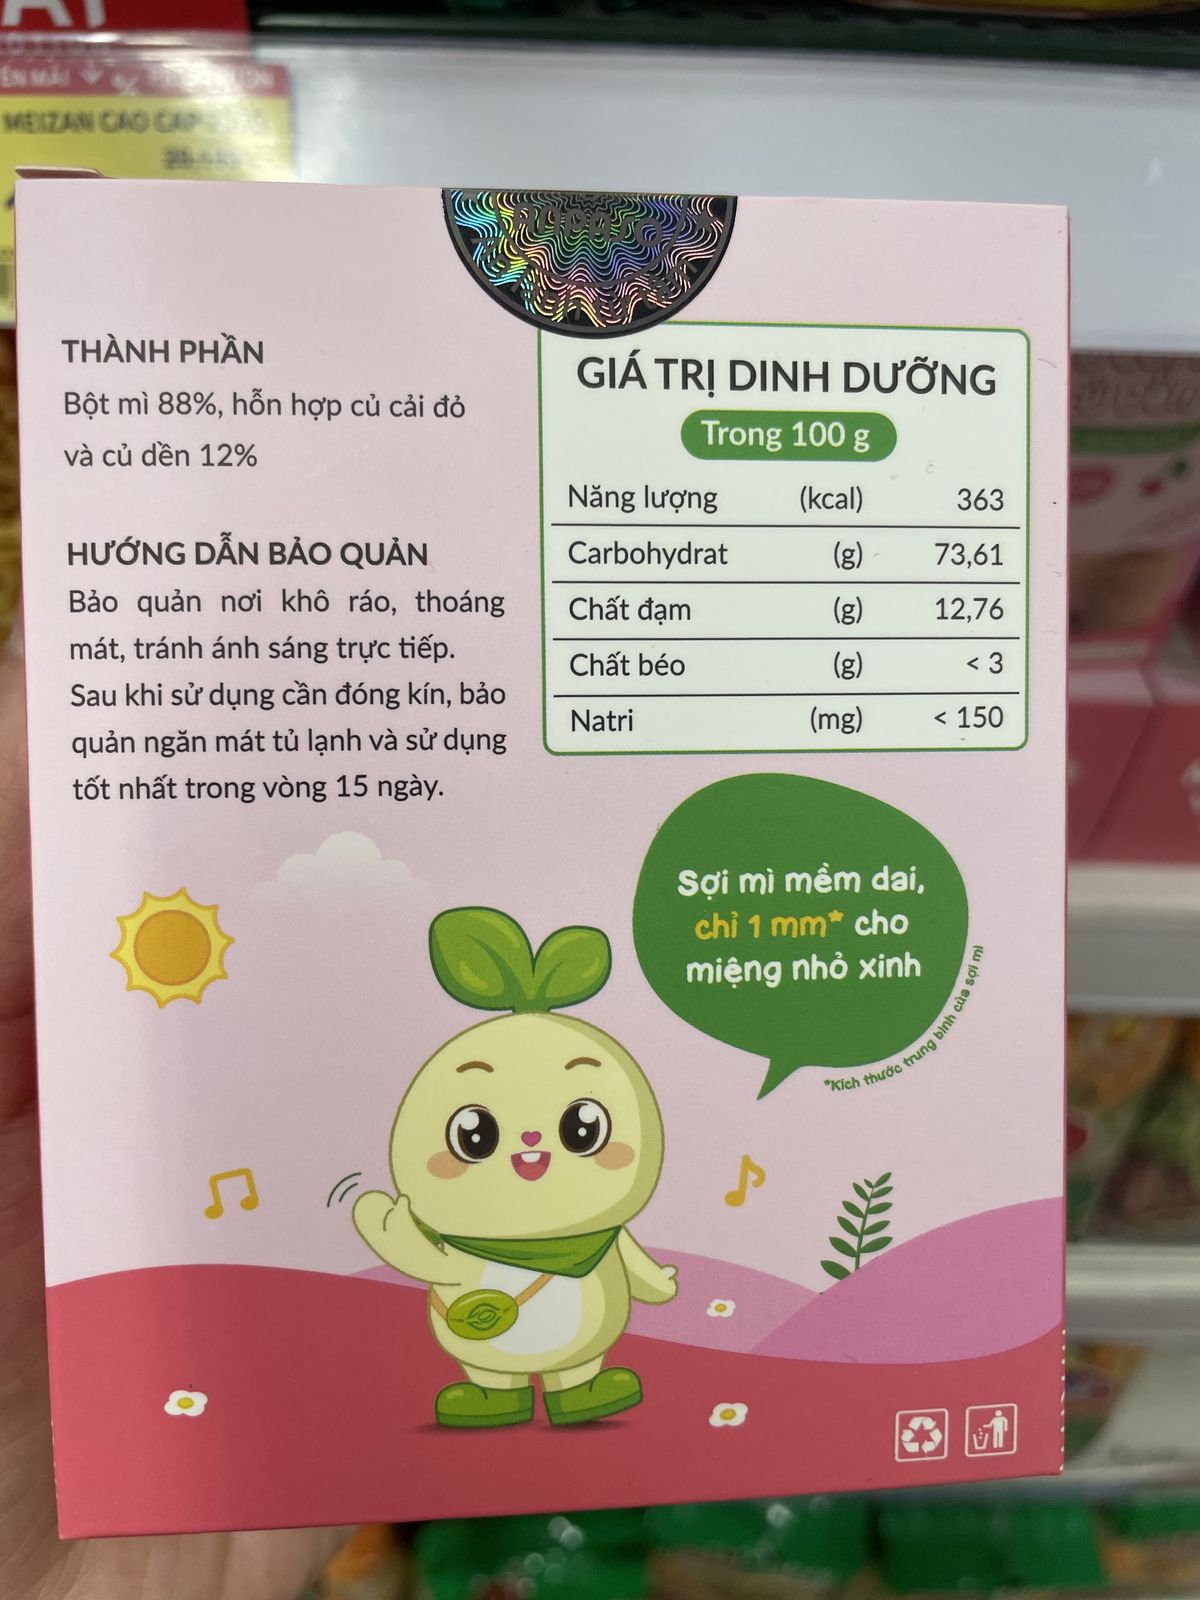 MEIZAN CAO CAP
THÀNH PHẦN
Bột mì 88%, hỗn hợp củ cải đỏ
và củ dền 12%
HƯỚNG DẪN BẢO QUẢN
Bảo quản nơi khô ráo, thoáng
mát, tránh ánh sáng trực tiếp.
Sau khi sử dụng cần đóng kín, bảo
quản ngăn mát tủ lạnh và sử dụng
tốt nhất trong vòng 15 ngày.
GIÁ TRỊ DINH DƯỠNG
Trong 100 g
Năng lượng (kcal) 363
Carbohydrat (g) 73,61
Chất đạm (g) 12,76
Chất béo (g) < 3
Natri (mg) < 150
Sợi mì mềm dai,
chỉ 1 mm* cho
miệng nhỏ xinh
*Kích thước trung bình của sợi mì